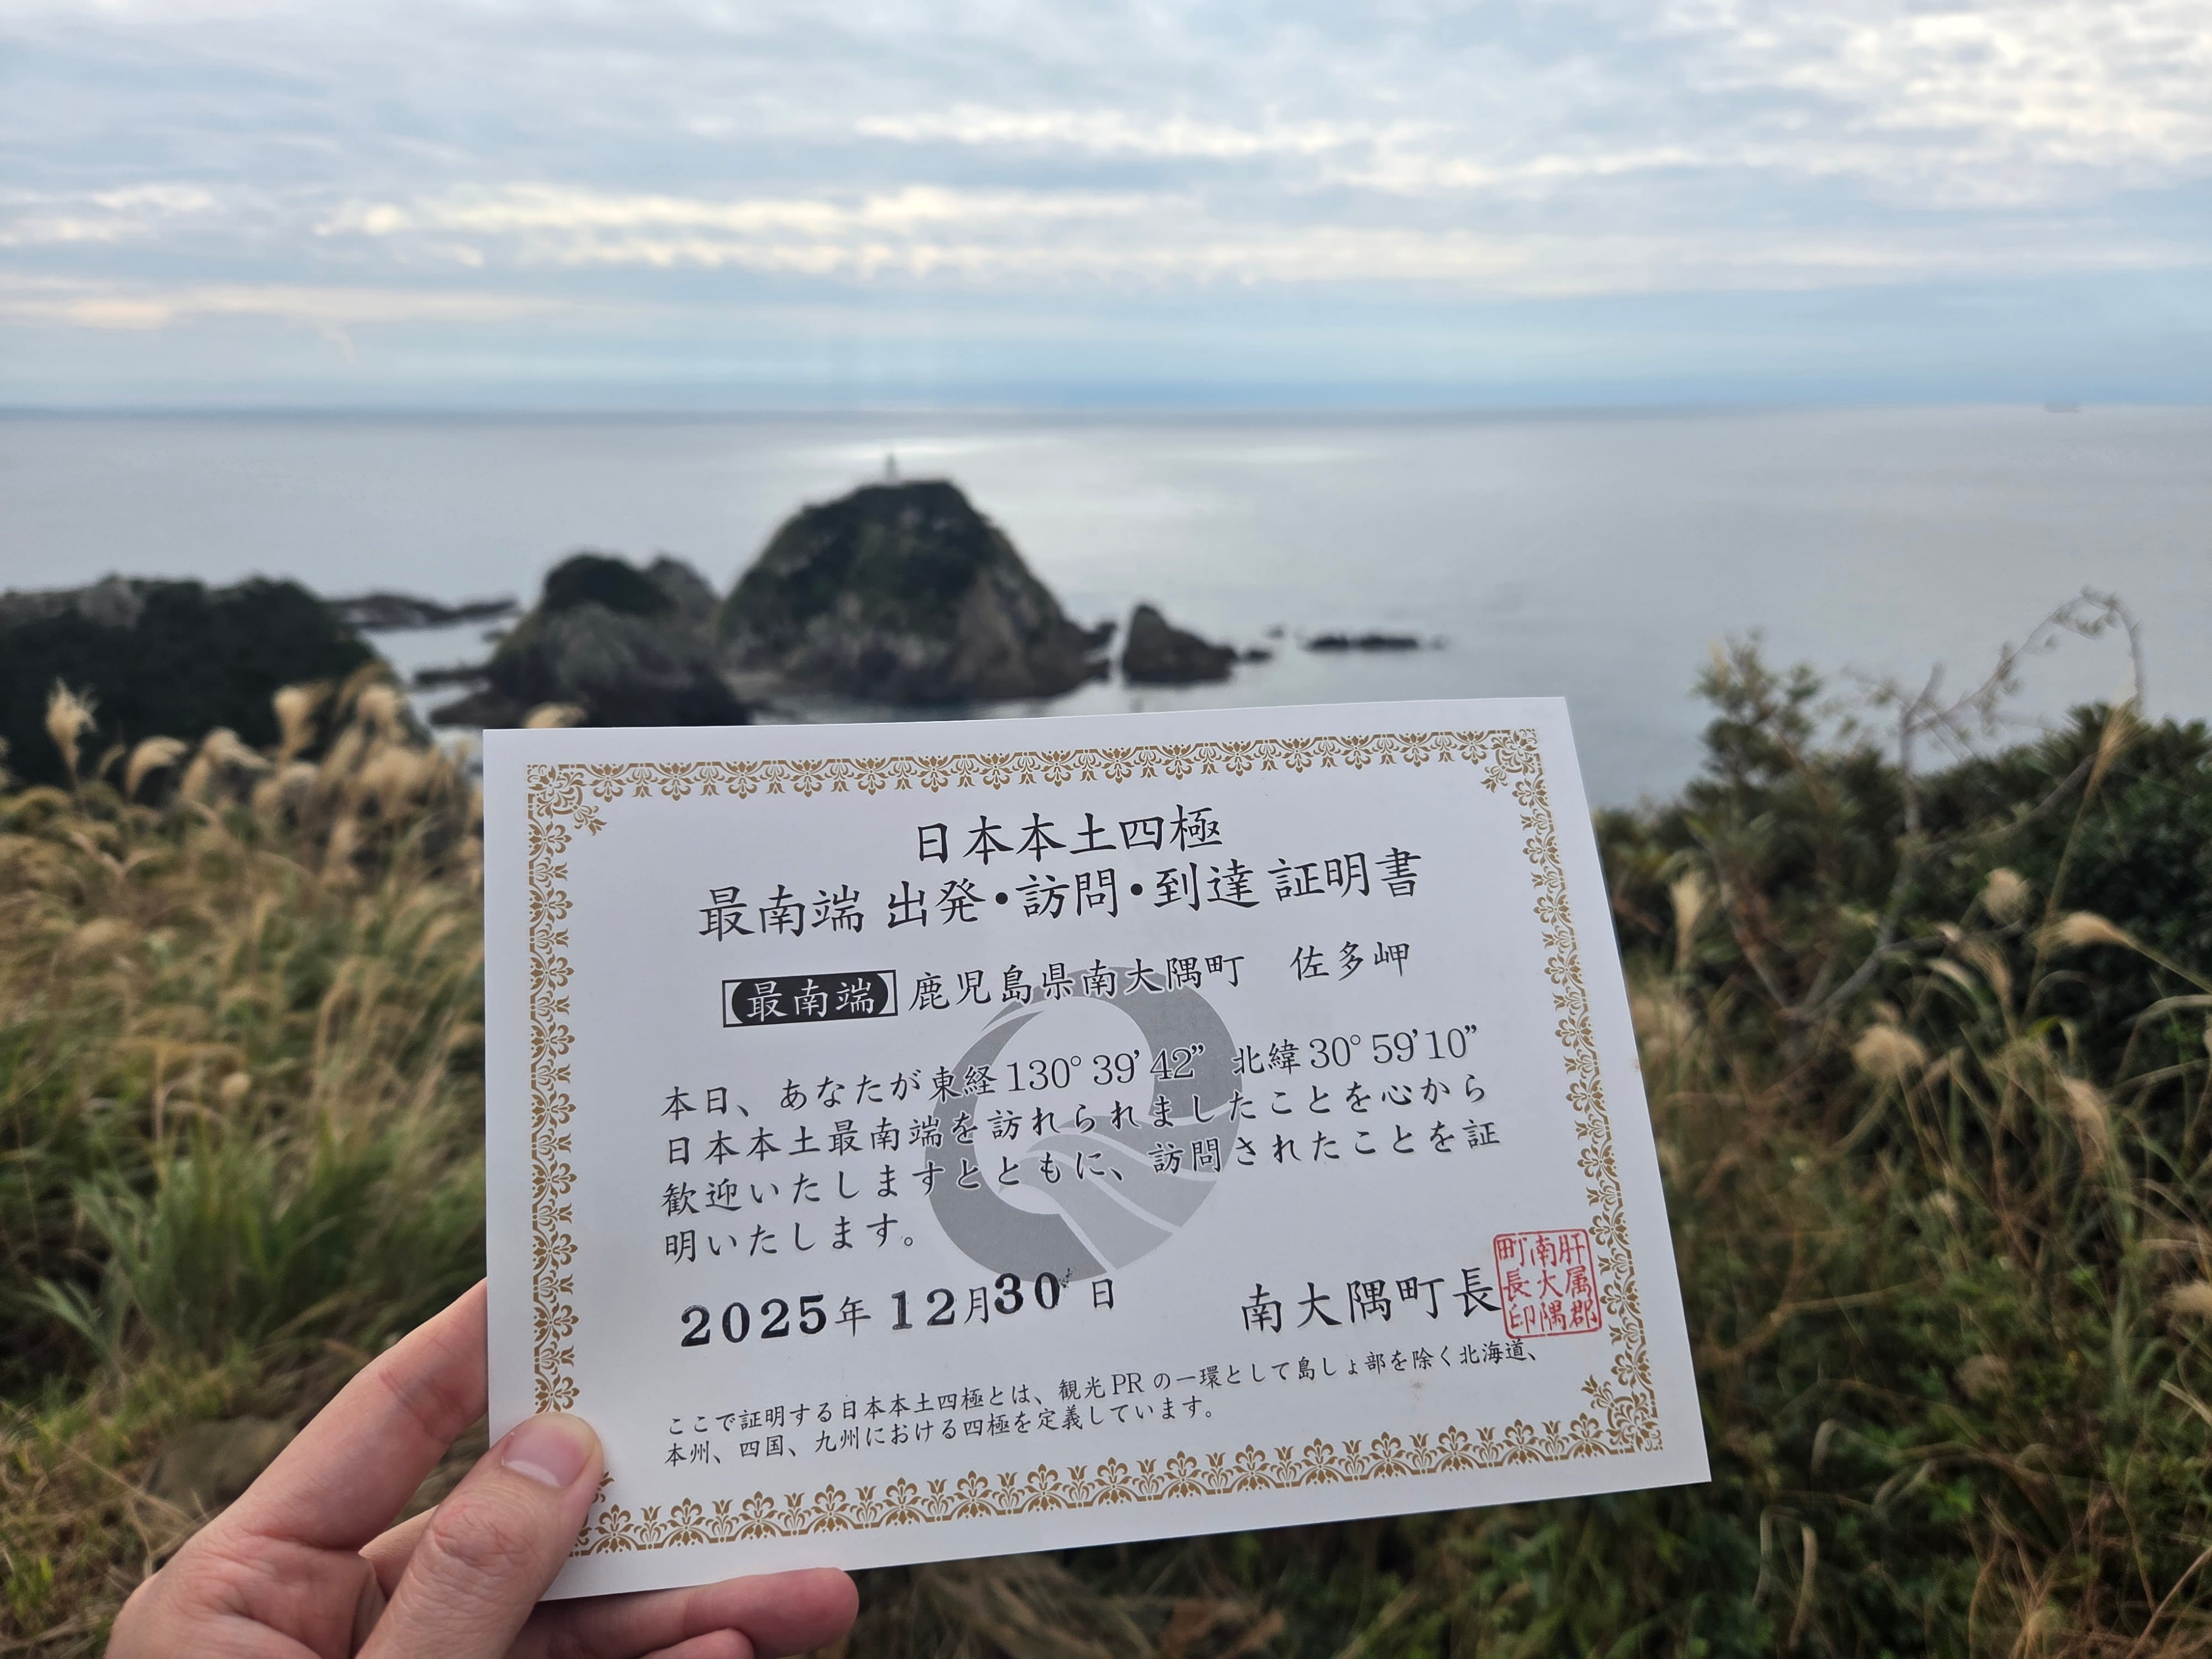 日本本土四極
最南端 出発・訪問・到達 証明書
【最南端】鹿児島県南大隅町 佐多岬
本日、あなたが東経130°39’42” 北緯30°59’10”
日本本土最南端を訪れられましたことを心から
歓迎いたしますとともに、訪問されたことを証
明いたします。
2025年 12月30日
南大隅町長
肝属郡
南大隅
町長印
ここで証明する日本本土四極とは、観光PRの一環として島しょ部を除く北海道、
本州、四国、九州における四極を定義しています。